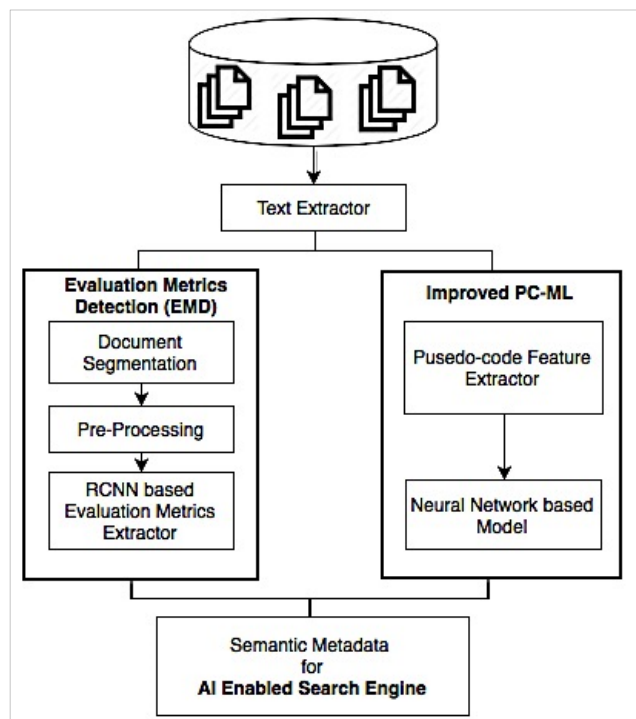 Text Extractor
Evaluation Metrics
Detection (EMD)
Document
Segmentation
Pre-Processing
RCNN based
Evaluation Metrics
Extractor
Improved PC-ML
Pusedo-code Feature
Extractor
Neural Network based
Model
Semantic Metadata
for
AI Enabled Search Engine